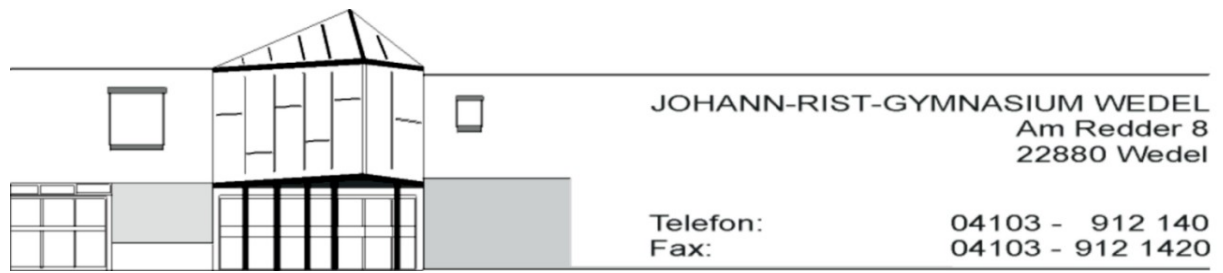 JOHANN-RIST-GYMNASIUM WEDEL
Am Redder 8
22880 Wedel
Telefon: 04103 - 912 140
Fax: 04103 - 912 1420